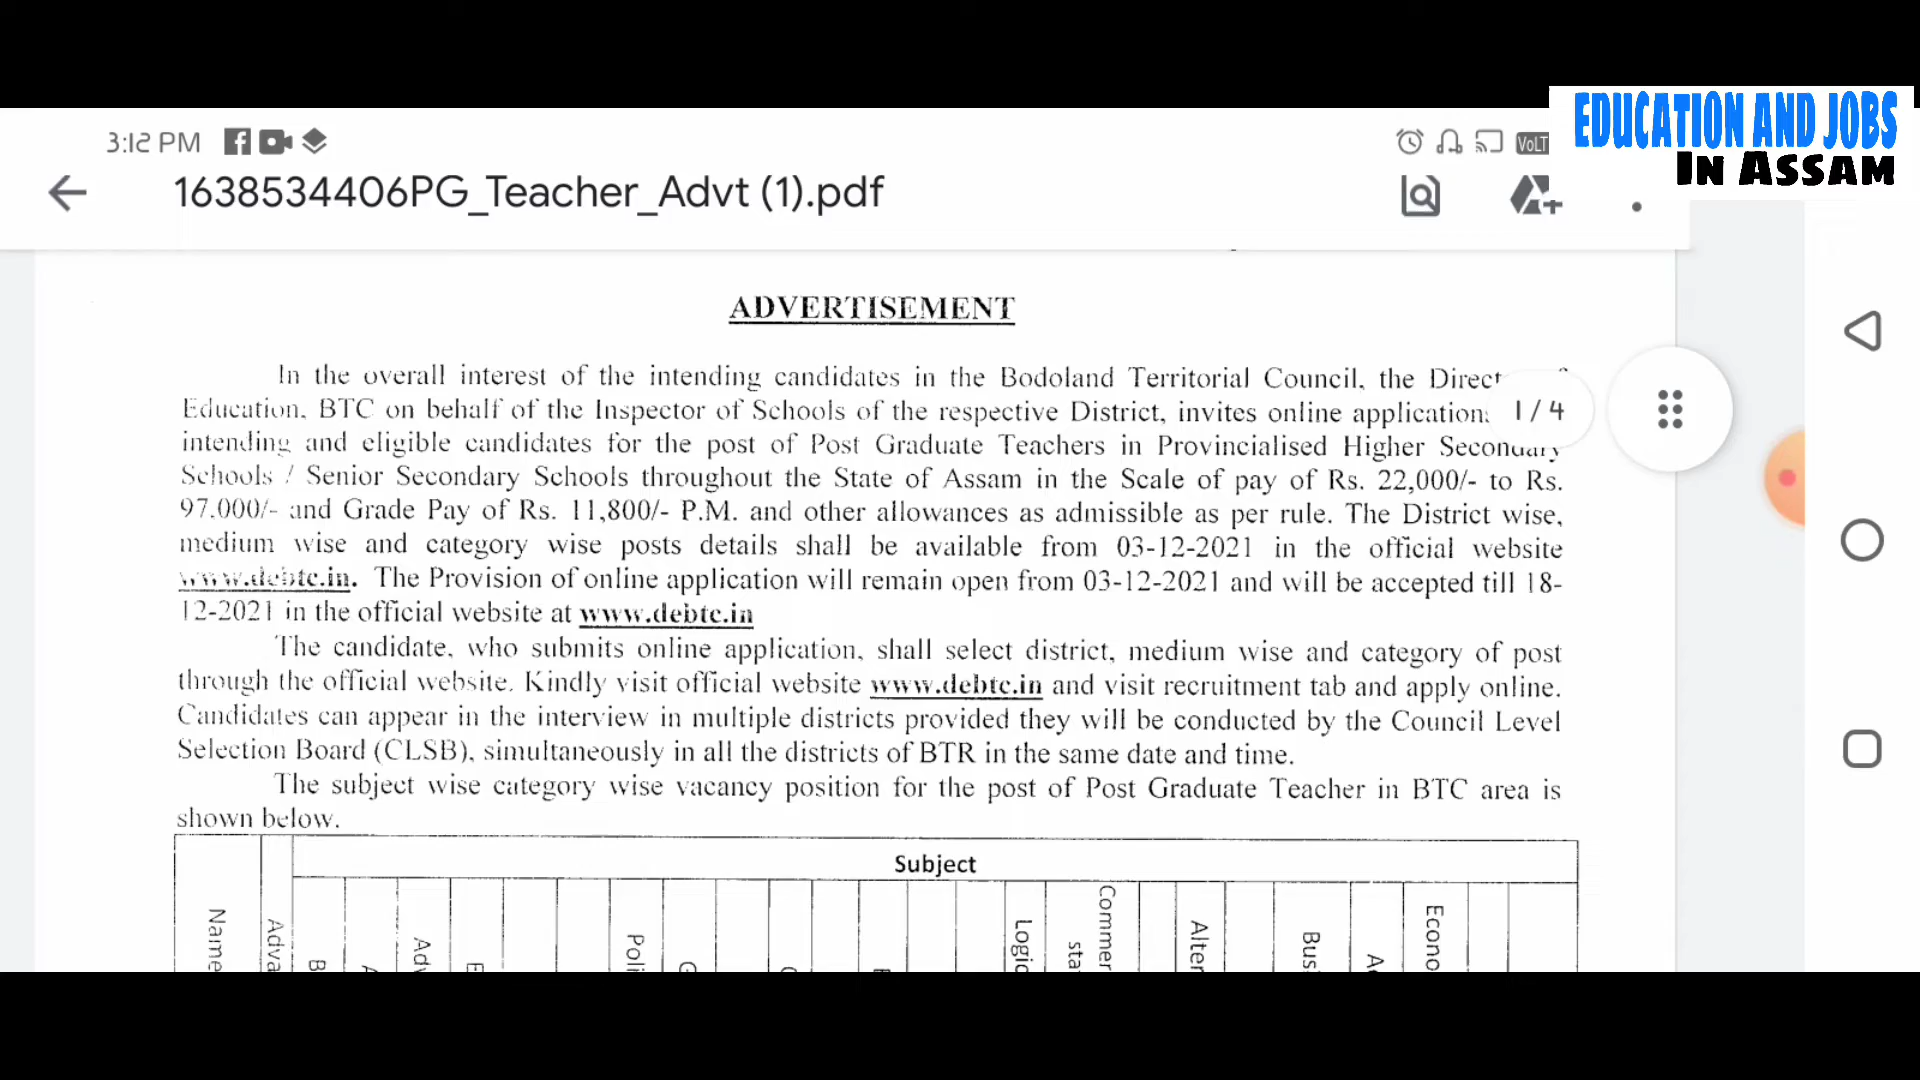 EDUCATION AND JOBS
IN ASSAM
3:12 PM
VoLT
1638534406PG_Teacher_Advt (1).pdf
ADVERTISEMENT
In the overall interest of the intending candidates in the Bodoland Territorial Council, the
Education, BTC on behalf of the Inspector of Schools of the respective District, invites online
1 / 4
intending and eligible candidates for the post of Post Graduate Teachers in Provincialised Higher Secondary
Schools / Senior Secondary Schools throughout the State of Assam in the Scale of pay of Rs. 22,000/- to Rs.
97,000/- and Grade Pay of Rs. 11,800/- P.M. and other allowances as admissible as per rule. The District wise,
medium wise and category wise posts details shall be available from 03-12-2021 in the official website
www.debtc.in. The Provision of online application will remain open from 03-12-2021 and will be accepted till 18-
12-2021 in the official website at www.debtc.in
The candidate, who submits online application, shall select district, medium wise and category of post
through the official website. Kindly visit official website www.debtc.in and visit recruitment tab and apply online.
Candidates can appear in the interview in multiple districts provided they will be conducted by the Council Level
Selection Board (CLSB), simultaneously in all the districts of BTR in the same date and time.
The subject wise category wise vacancy position for the post of Post Graduate Teacher in BTC area is
shown below.
Subject
Name
Adva
B
Adv
Poli
Logic
Commer
sta
Alter
Bus
Econo